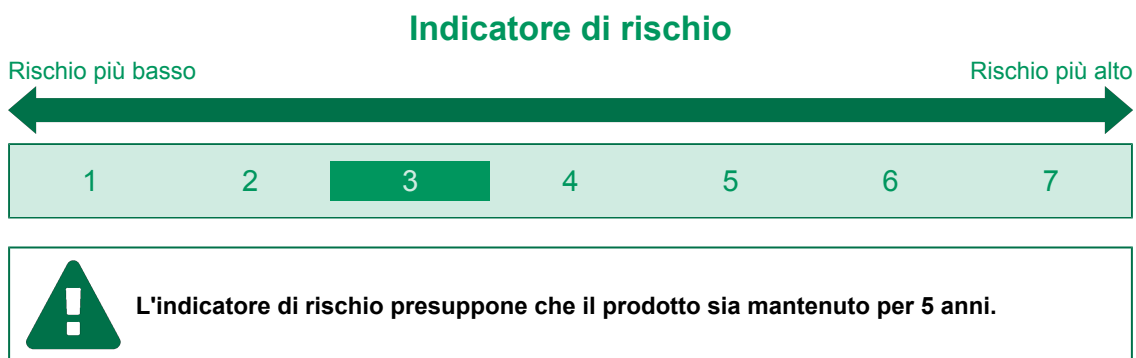 Indicatore di rischio
Rischio più basso Rischio più alto
1 2 3 4 5 6 7
L'indicatore di rischio presuppone che il prodotto sia mantenuto per 5 anni.